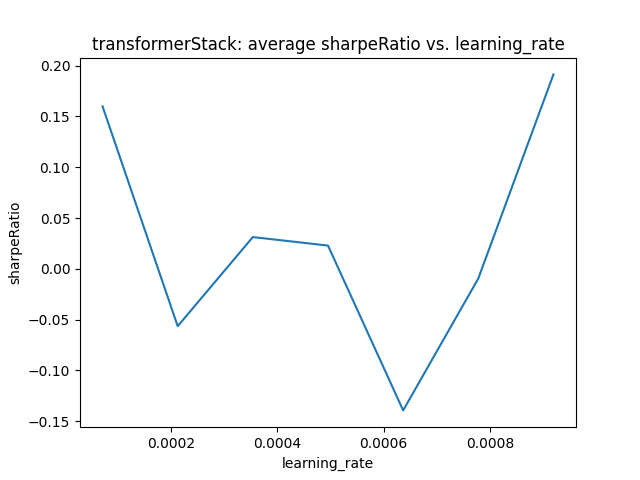 transformerStack: average sharpeRatio vs. learning_rate
0.20
0.15
0.10
0.05
0.00
−0.05
−0.10
−0.15
sharpeRatio
0.0002 0.0004 0.0006 0.0008
learning_rate